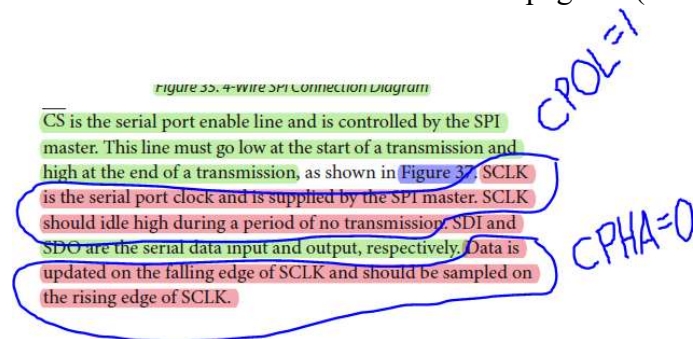 Figure 35. 4-Wire SPI Connection Diagram
CPOL=1
CS is the serial port enable line and is controlled by the SPI
master. This line must go low at the start of a transmission and
high at the end of a transmission, as shown in Figure 37. SCLK
is the serial port clock and is supplied by the SPI master. SCLK
should idle high during a period of no transmission. SDI and
SDO are the serial data input and output, respectively. Data is
updated on the falling edge of SCLK and should be sampled on
the rising edge of SCLK.
CPHA=0